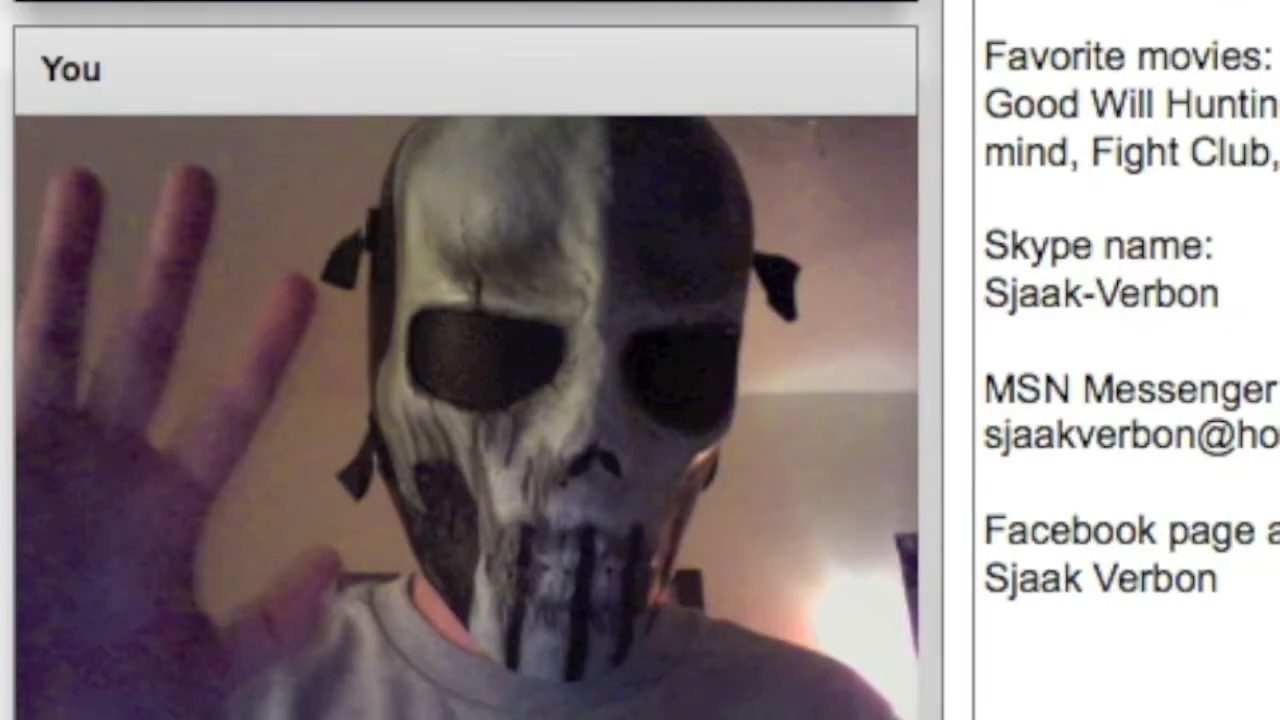 You
Favorite movies:
Good Will Huntin
mind, Fight Club,
Skype name:
Sjaak-Verbon
MSN Messenger
sjaakverbon@ho
Facebook page a
Sjaak Verbon